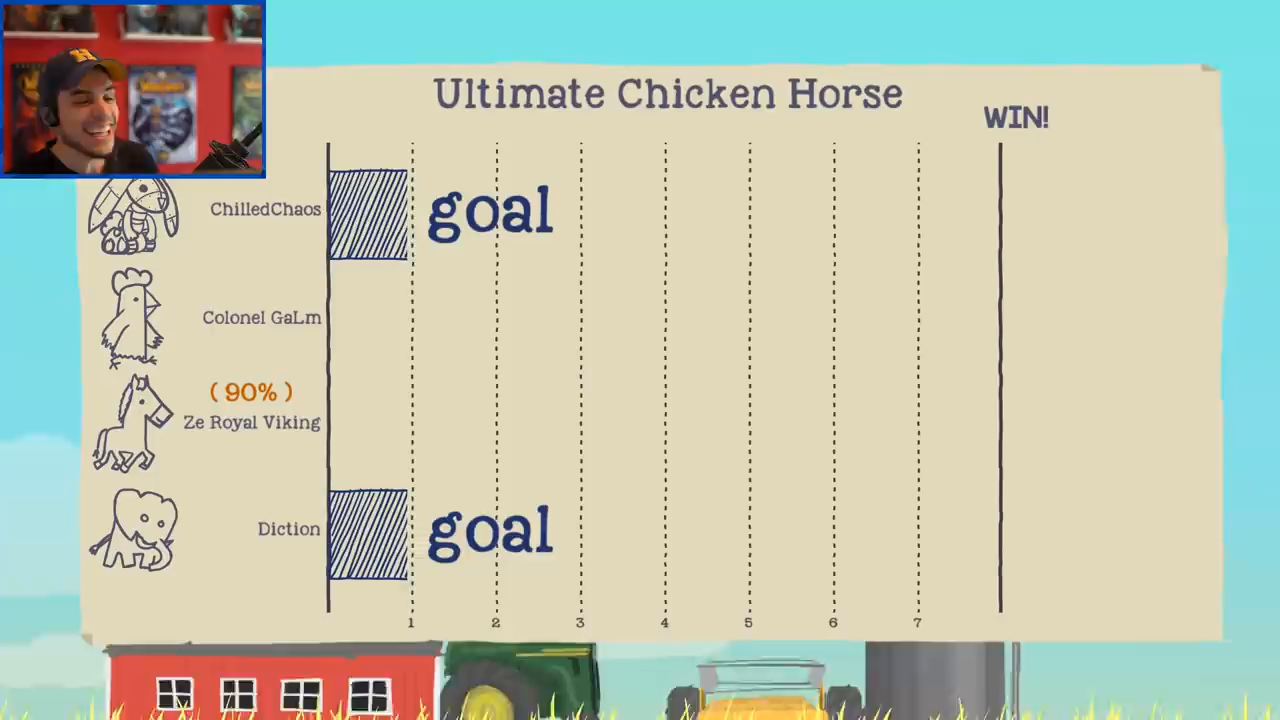 Ultimate Chicken Horse
WIN!
ChilledChaos
goal
Colonel GaLm
( 90% )
Ze Royal Viking
Diction
goal
1 2 3 4 5 6 7